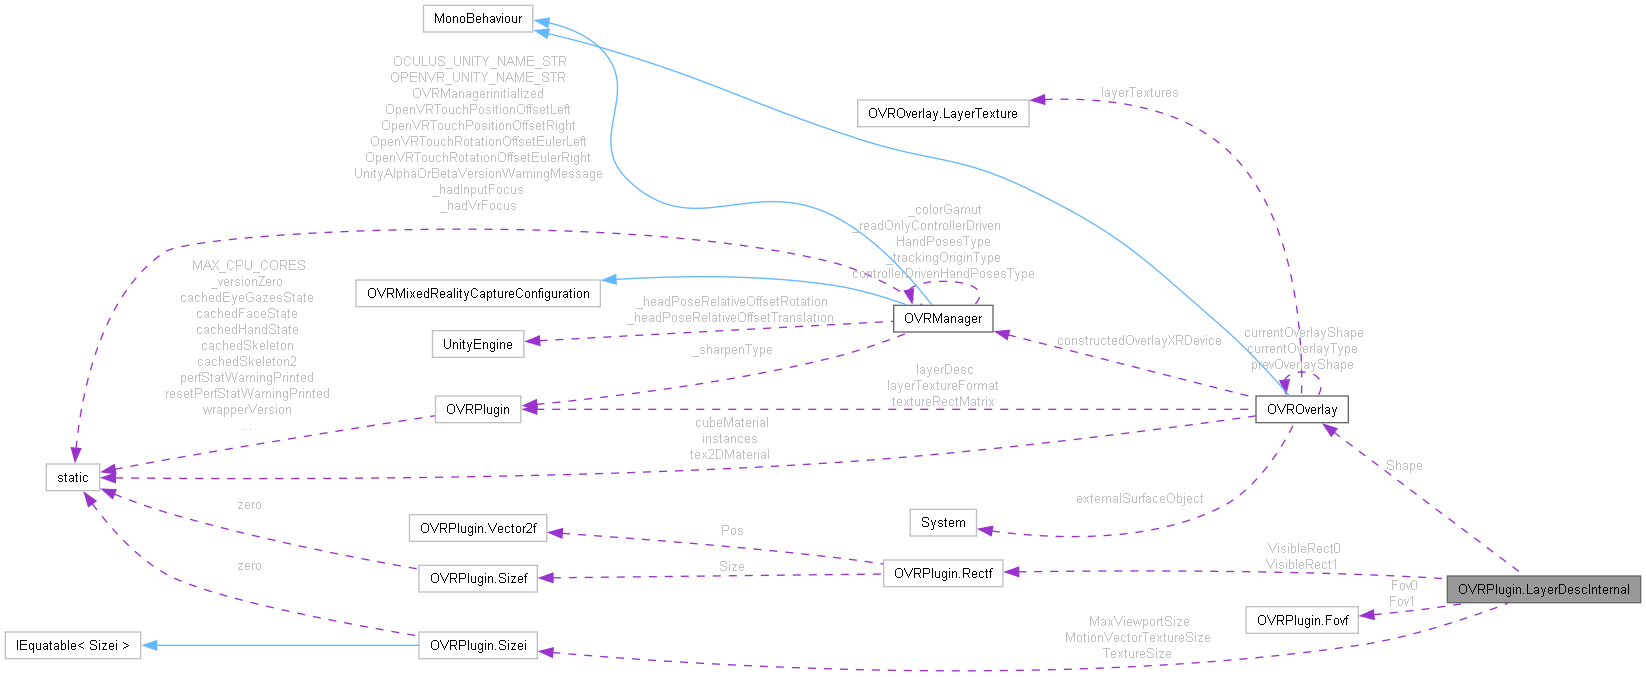 MonoBehaviour
OCULUS_UNITY_NAME_STR
OPENVR_UNITY_NAME_STR
OVRManagerinitialized
OpenVRTouchPositionOffsetLeft
OpenVRTouchPositionOffsetRight
OpenVRTouchRotationOffsetEulerLeft
OpenVRTouchRotationOffsetEulerRight
UnityAlphaOrBetaVersionWarningMessage
_hadInputFocus
_hadVrFocus
...
layerTextures
OVROverlay.LayerTexture
_colorGamut
_readOnlyControllerDriven
HandPosesType
_trackingOriginType
controllerDrivenHandPosesType
MAX_CPU_CORES
_versionZero
cachedEyeGazesState
cachedFaceState
cachedHandState
cachedSkeleton
cachedSkeleton2
perfStatWarningPrinted
resetPerfStatWarningPrinted
wrapperVersion
...
OVRMixedRealityCaptureConfiguration
_headPoseRelativeOffsetRotation
_headPoseRelativeOffsetTranslation
OVRManager
UnityEngine
_sharpenType
constructedOverlayXRDevice
currentOverlayShape
currentOverlayType
prevOverlayShape
layerDesc
layerTextureFormat
textureRectMatrix
OVRPlugin
OVROverlay
cubeMaterial
instances
tex2DMaterial
static
Shape
zero
externalSurfaceObject
OVRPlugin.Vector2f
Pos
System
VisibleRect0
VisibleRect1
zero
OVRPlugin.Sizef
Size
OVRPlugin.Rectf
Fov0
Fov1
OVRPlugin.LayerDescInternal
OVRPlugin.Fovf
MaxViewportSize
MotionVectorTextureSize
TextureSize
IEquatable< Sizei >
OVRPlugin.Sizei